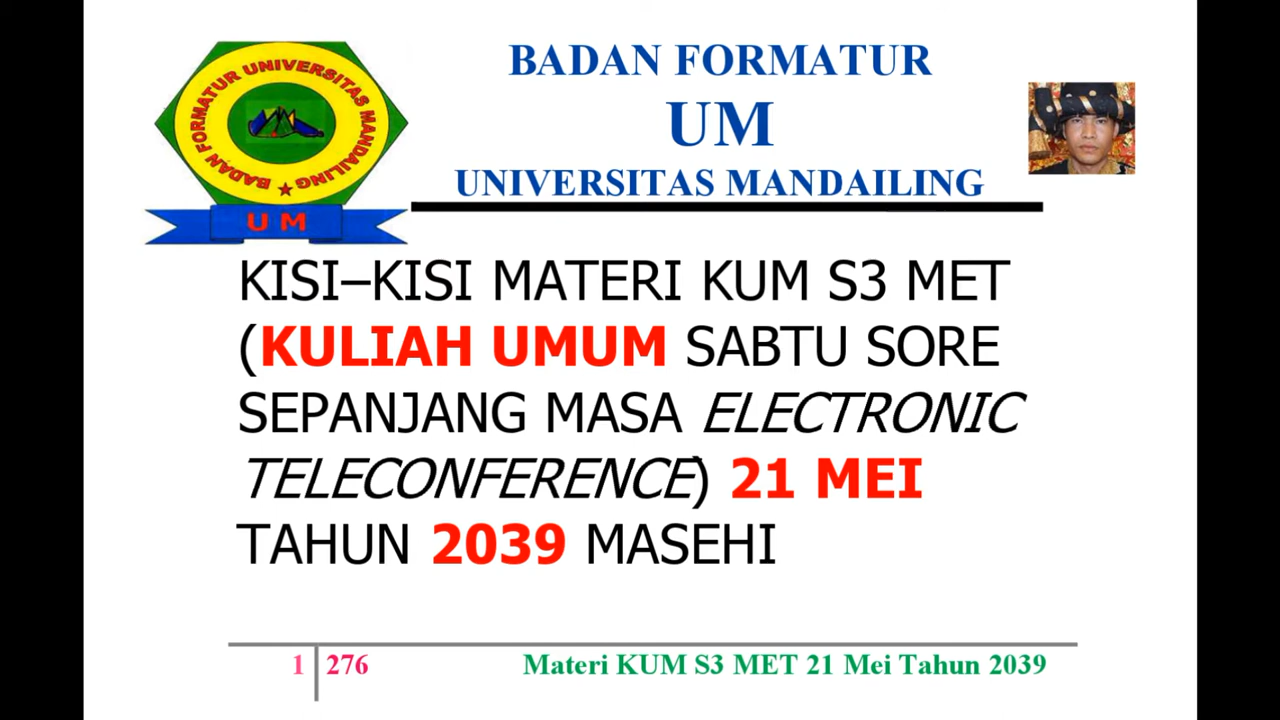 BADAN FORMATUR UNIVERSITAS MANDAILING
UM
BADAN FORMATUR
UM
UNIVERSITAS MANDAILING
KISI–KISI MATERI KUM S3 MET
(KULIAH UMUM SABTU SORE
SEPANJANG MASA ELECTRONIC
TELECONFERENCE) 21 MEI
TAHUN 2039 MASEHI
1 276 Materi KUM S3 MET 21 Mei Tahun 2039